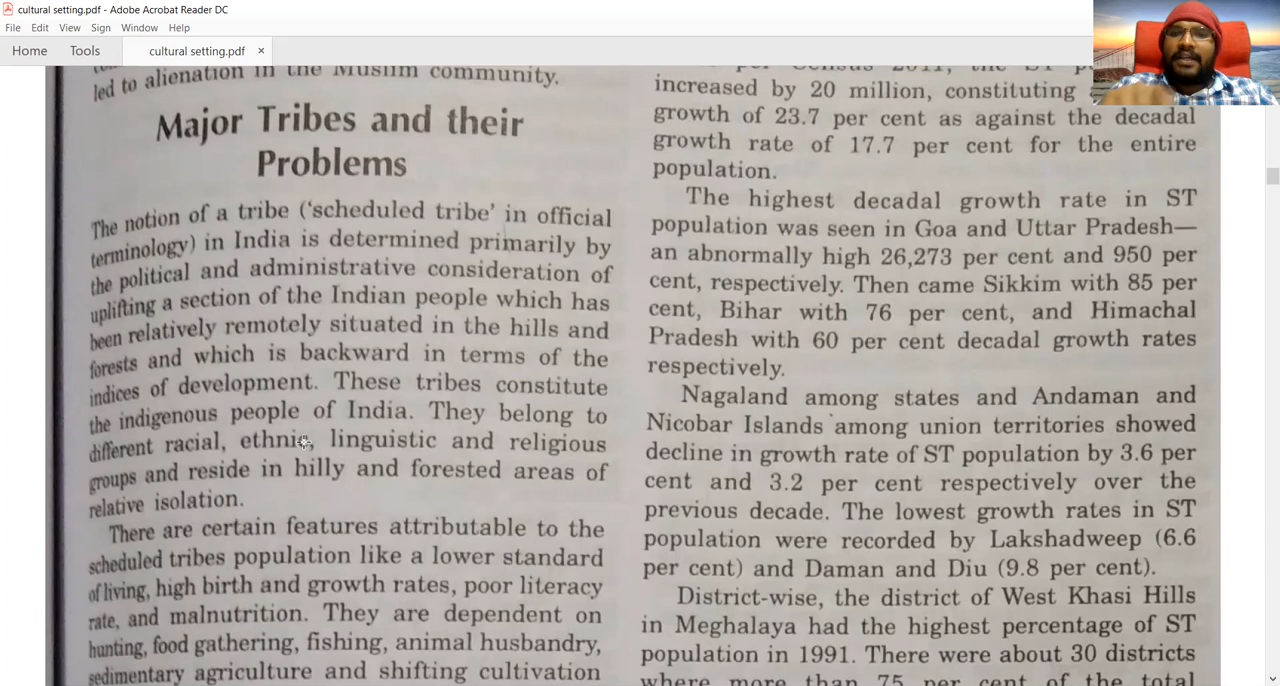 cultural setting.pdf - Adobe Acrobat Reader DC
File Edit View Sign Window Help
Home Tools cultural setting.pdf ×
led to alienation in the Muslim community.
Major Tribes and their
Problems
The notion of a tribe ('scheduled tribe' in official
terminology) in India is determined primarily by
the political and administrative consideration of
uplifting a section of the Indian people which has
been relatively remotely situated in the hills and
forests and which is backward in terms of the
indices of development. These tribes constitute
the indigenous people of India. They belong to
different racial, ethnic, linguistic and religious
groups and reside in hilly and forested areas of
relative isolation.
There are certain features attributable to the
scheduled tribes population like a lower standard
of living, high birth and growth rates, poor literacy
rate, and malnutrition. They are dependent on
hunting, food gathering, fishing, animal husbandry,
sedimentary agriculture and shifting cultivation
Census 2011, the ST
increased by 20 million, constituting
growth of 23.7 per cent as against the decadal
growth rate of 17.7 per cent for the entire
population.
The highest decadal growth rate in ST
population was seen in Goa and Uttar Pradesh—
an abnormally high 26,273 per cent and 950 per
cent, respectively. Then came Sikkim with 85 per
cent, Bihar with 76 per cent, and Himachal
Pradesh with 60 per cent decadal growth rates
respectively.
Nagaland among states and Andaman and
Nicobar Islands among union territories showed
decline in growth rate of ST population by 3.6 per
cent and 3.2 per cent respectively over the
previous decade. The lowest growth rates in ST
population were recorded by Lakshadweep (6.6
per cent) and Daman and Diu (9.8 per cent).
District-wise, the district of West Khasi Hills
in Meghalaya had the highest percentage of ST
population in 1991. There were about 30 districts
where more than 75 per cent of the total